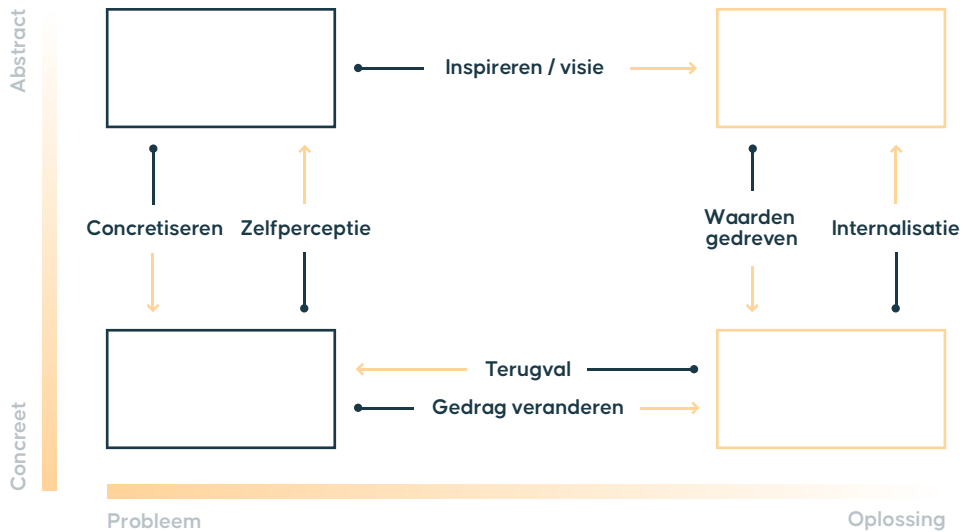 Abstract
Inspireren / visie
Concretiseren
Zelfperceptie
Waarden
gedreven
Internalisatie
Terugval
Gedrag veranderen
Concreet
Probleem
Oplossing